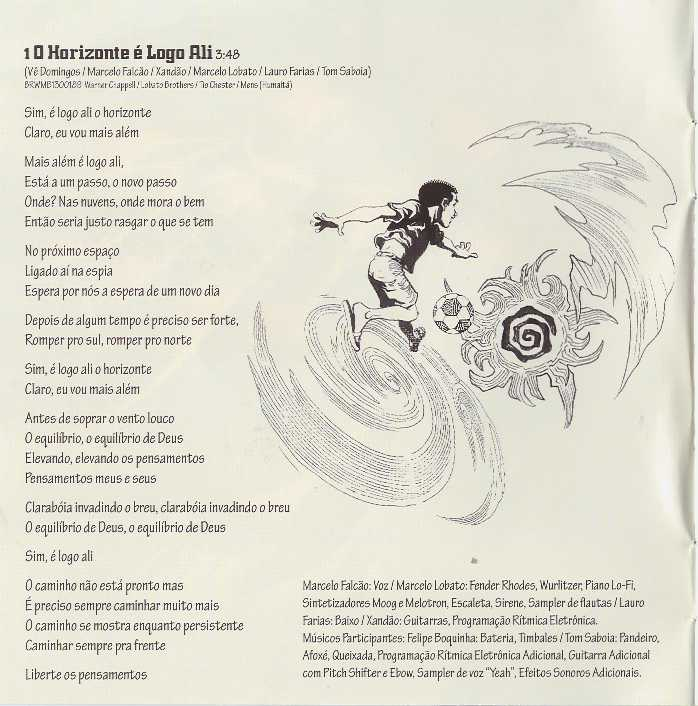 1 O Horizonte é Logo Ali 3:48
(Vê Domingos / Marcelo Falcão / Xandão / Marcelo Lobato / Lauro Farias / Tom Saboia)
BRWMB1300188 Warner Chappell / Lobato Brothers / Tio Chester / Mens (Humaitá)
Sim, é logo ali o horizonte
Claro, eu vou mais além
Mais além é logo ali,
Está a um passo, o novo passo
Onde? Nas nuvens, onde mora o bem
Então seria justo rasgar o que se tem
No próximo espaço
Ligado aí na espia
Espera por nós a espera de um novo dia
Depois de algum tempo é preciso ser forte,
Romper pro sul, romper pro norte
Sim, é logo ali o horizonte
Claro, eu vou mais além
Antes de soprar o vento louco
O equilíbrio, o equilíbrio de Deus
Elevando, elevando os pensamentos
Pensamentos meus e seus
Clarabóia invadindo o breu, clarabóia invadindo o breu
O equilíbrio de Deus, o equilíbrio de Deus
Sim, é logo ali
O caminho não está pronto mas
É preciso sempre caminhar muito mais
O caminho se mostra enquanto persistente
Caminhar sempre pra frente
Liberte os pensamentos
Marcelo Falcão: Voz / Marcelo Lobato: Fender Rhodes, Wurlitzer, Piano Lo-Fi,
Sintetizadores Moog e Melotron, Escaleta, Sirene, Sampler de flautas / Lauro
Farias: Baixo / Xandão: Guitarras, Programação Rítmica Eletrônica.
Músicos Participantes: Felipe Boquinha: Bateria, Timbales / Tom Saboia: Pandeiro,
Afoxé, Queixada, Programação Rítmica Eletrônica Adicional, Guitarra Adicional
com Pitch Shifter e Ebow, Sampler de voz "Yeah", Efeitos Sonoros Adicionais.